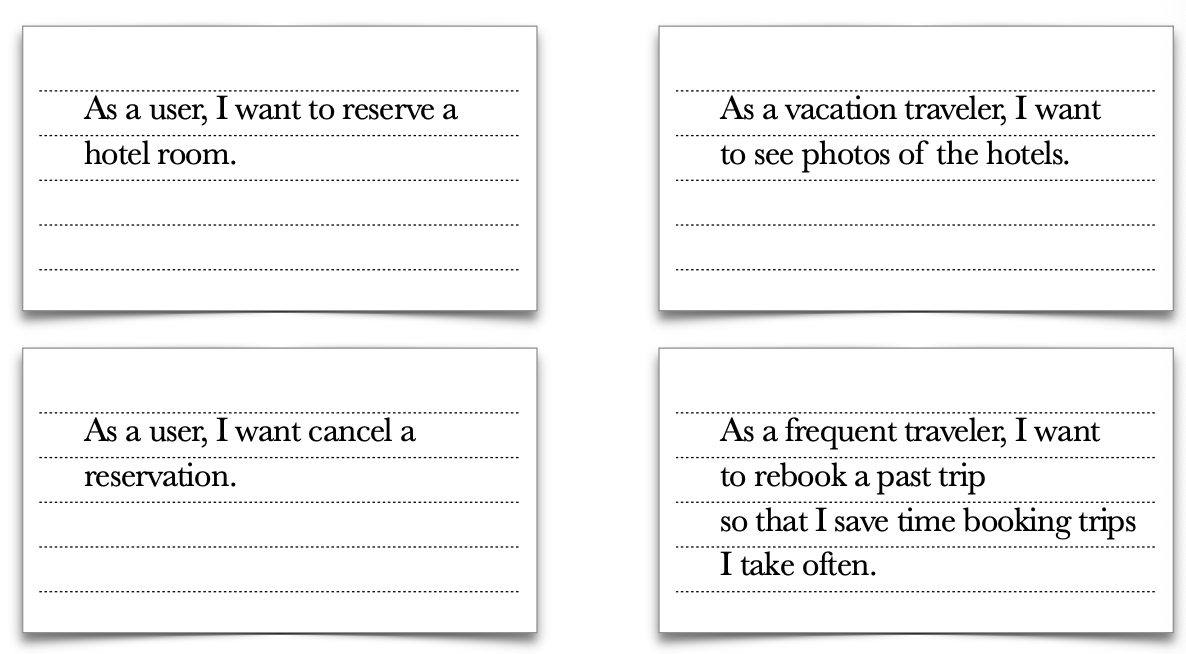 As a user, I want to reserve a
hotel room.
As a vacation traveler, I want
to see photos of the hotels.
As a user, I want cancel a
reservation.
As a frequent traveler, I want
to rebook a past trip
so that I save time booking trips
I take often.